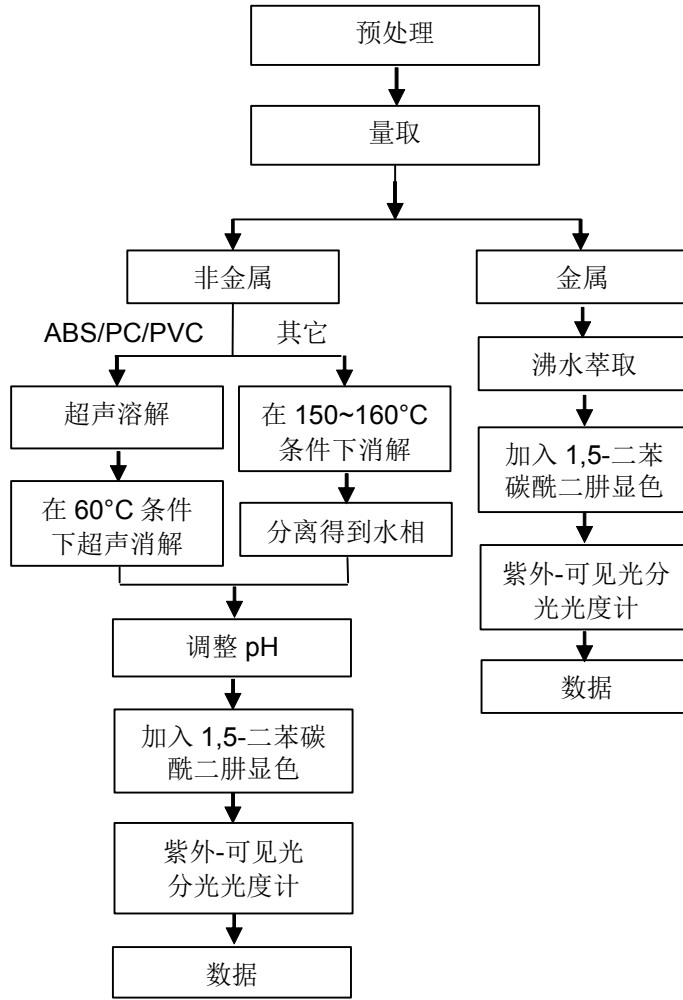 预处理
量取
非金属
金属
ABS/PC/PVC
其它
超声溶解
在 60°C 条件
下超声消解
在 150~160°C
条件下消解
分离得到水相
调整 pH
加入 1,5-二苯碳
酰二肼显色
紫外-可见光
分光光度计
数据
沸水萃取
加入 1,5-二苯
碳酰二肼显色
紫外-可见光分
光光度计
数据